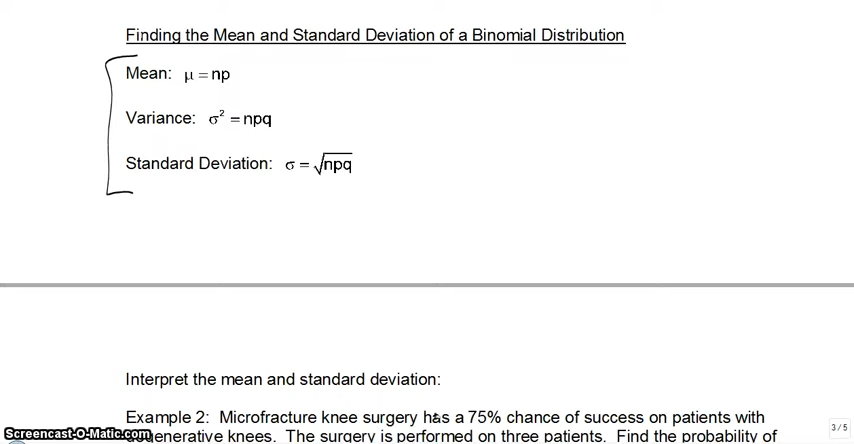 Finding the Mean and Standard Deviation of a Binomial Distribution
Mean: μ = np
Variance: σ² = npq
Standard Deviation: σ = √npq
3 / 5
Interpret the mean and standard deviation:
Example 2: Microfracture knee surgery has a 75% chance of success on patients with
degenerative knees. The surgery is performed on three patients. Find the probability of
Screencast-O-Matic.com